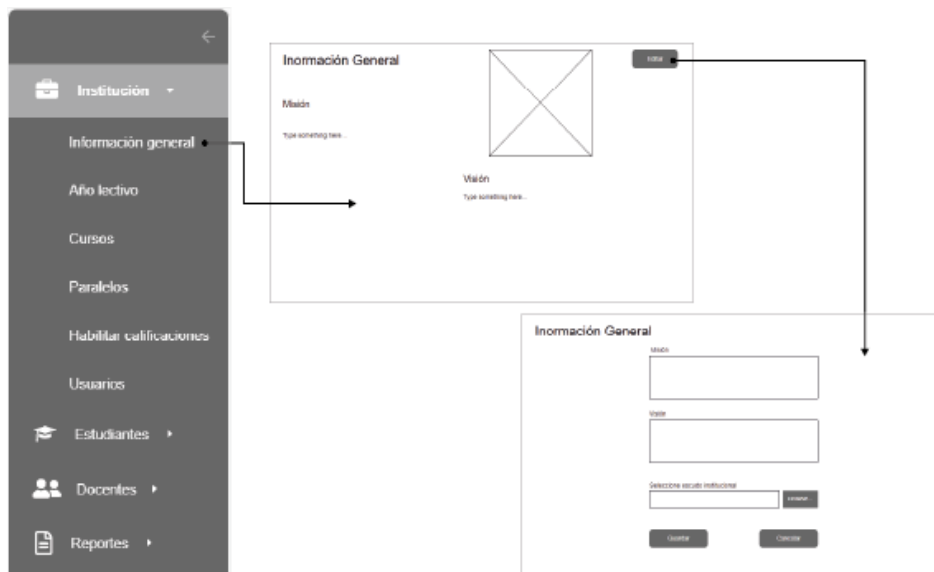 Institución
Información general
Año lectivo
Cursos
Paralelos
Habilitar calificaciones
Usuarios
Estudiantes
Docentes
Reportes
Inormación General
Editar
Misión
Type something here...
Visión
Type something here...
Inormación General
Misión
Visión
Seleccione escudo institucional
Browse...
Guardar
Cancelar